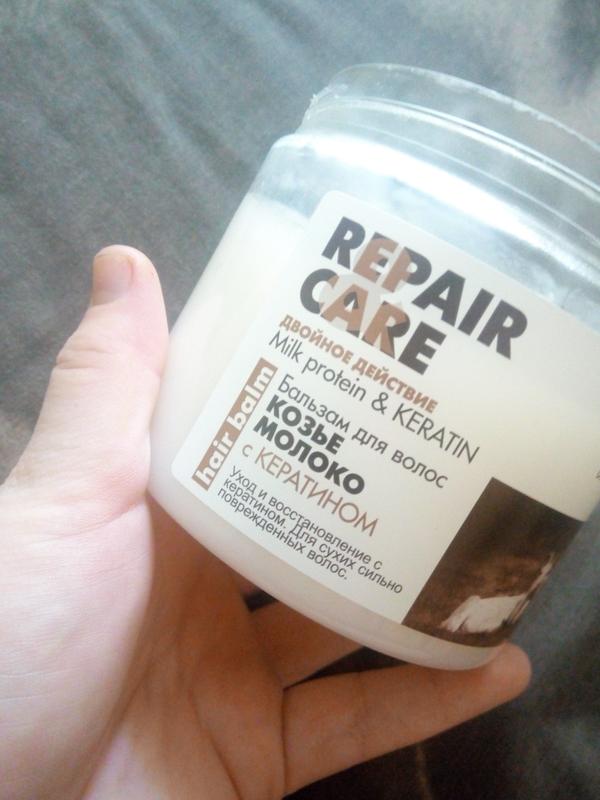 REPAIR
CARE
ДВОЙНОЕ ДЕЙСТВИЕ
Milk protein & KERATIN
hair balm
Бальзам для волос
КОЗЬЕ
МОЛОКО
с КЕРАТИНОМ
Уход и восстановление с
кератином. Для сухих сильно
поврежденных волос.